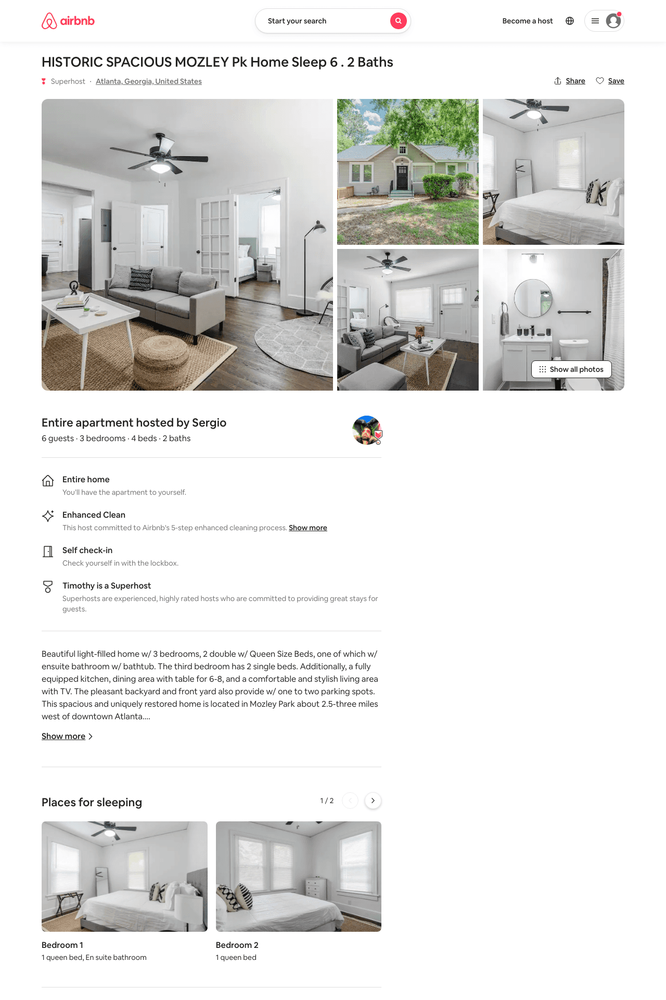 airbnb
Start your search
Become a host
HISTORIC SPACIOUS MOZLEY Pk Home Sleep 6 . 2 Baths
Superhost · Atlanta, Georgia, United States
Share
Save
Show all photos
Entire apartment hosted by Sergio
6 guests · 3 bedrooms · 4 beds · 2 baths
Entire home
You’ll have the apartment to yourself.
Enhanced Clean
This host committed to Airbnb's 5-step enhanced cleaning process. Show more
Self check-in
Check yourself in with the lockbox.
Timothy is a Superhost
Superhosts are experienced, highly rated hosts who are committed to providing great stays for
guests.
Beautiful light-filled home w/ 3 bedrooms, 2 double w/ Queen Size Beds, one of which w/
ensuite bathroom w/ bathtub. The third bedroom has 2 single beds. Additionally, a fully
equipped kitchen, dining area with table for 6-8, and a comfortable and stylish living area
with TV. The pleasant backyard and front yard also provide w/ one to two parking spots.
This spacious and uniquely restored home is located in Mozley Park about 2.5-three miles
west of downtown Atlanta....
Show more
Places for sleeping
1 / 2
Bedroom 1
1 queen bed, En suite bathroom
Bedroom 2
1 queen bed